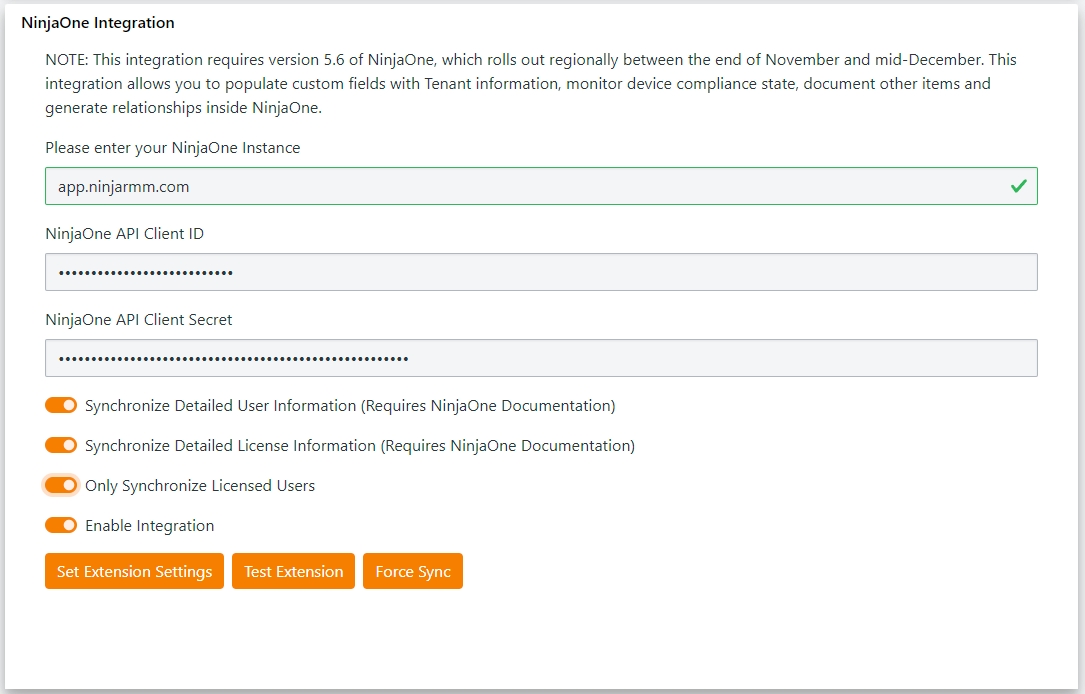 NinjaOne Integration
NOTE: This integration requires version 5.6 of NinjaOne, which rolls out regionally between the end of November and mid-December. This
integration allows you to populate custom fields with Tenant information, monitor device compliance state, document other items and
generate relationships inside NinjaOne.
Please enter your NinjaOne Instance
app.ninjarmm.com
NinjaOne API Client ID
•••••••••••••••••••••••••••
NinjaOne API Client Secret
••••••••••••••••••••••••••••••••••••••••••••••••••••••
Synchronize Detailed User Information (Requires NinjaOne Documentation)
Synchronize Detailed License Information (Requires NinjaOne Documentation)
Only Synchronize Licensed Users
Enable Integration
Set Extension Settings Test Extension Force Sync